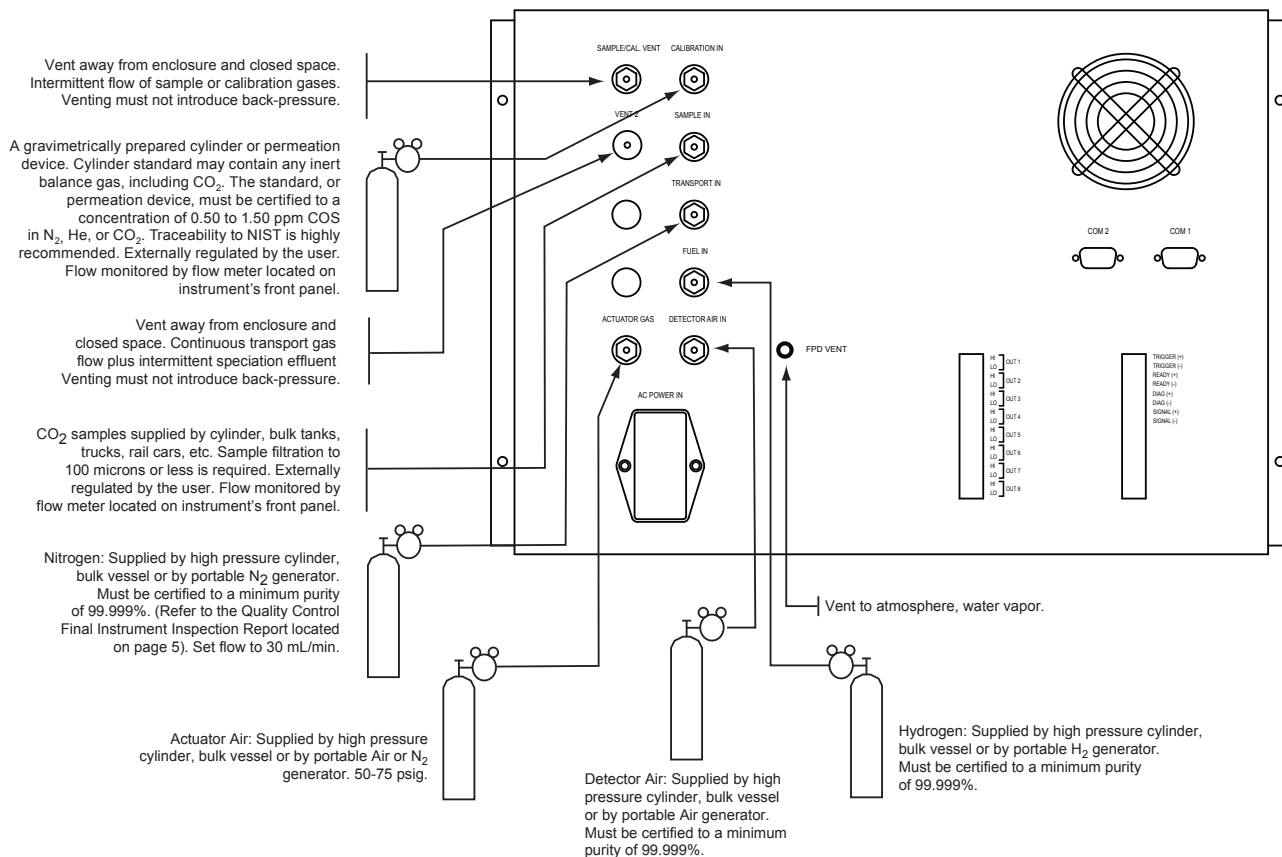 SAMPLE/CAL. VENT
CALIBRATION IN
VENT 2
SAMPLE IN
TRANSPORT IN
FUEL IN
ACTUATOR GAS
DETECTOR AIR IN
FPD VENT
AC POWER IN
COM 2
COM 1
HI
LO
OUT 1
HI
LO
OUT 2
HI
LO
OUT 3
HI
LO
OUT 4
HI
LO
OUT 5
HI
LO
OUT 6
HI
LO
OUT 7
HI
LO
OUT 8
TRIGGER (+)
TRIGGER (-)
READY (+)
READY (-)
DIAG (+)
DIAG (-)
SIGNAL (+)
SIGNAL (-)
Vent away from enclosure and closed space.
Intermittent flow of sample or calibration gases.
Venting must not introduce back-pressure.
A gravimetrically prepared cylinder or permeation
device. Cylinder standard may contain any inert
balance gas, including CO2. The standard, or
permeation device, must be certified to a
concentration of 0.50 to 1.50 ppm COS
in N2, He, or CO2. Traceability to NIST is highly
recommended. Externally regulated by the user.
Flow monitored by flow meter located on
instrument's front panel.
Vent away from enclosure and
closed space. Continuous transport gas
flow plus intermittent speciation effluent
Venting must not introduce back-pressure.
CO2 samples supplied by cylinder, bulk tanks,
trucks, rail cars, etc. Sample filtration to
100 microns or less is required. Externally
regulated by the user. Flow monitored by
flow meter located on instrument's front panel.
Nitrogen: Supplied by high pressure cylinder,
bulk vessel or by portable N2 generator.
Must be certified to a minimum purity
of 99.999%. (Refer to the Quality Control
Final Instrument Inspection Report located
on page 5). Set flow to 30 mL/min.
Vent to atmosphere, water vapor.
Actuator Air: Supplied by high pressure
cylinder, bulk vessel or by portable Air or N2
generator. 50-75 psig.
Detector Air: Supplied by high
pressure cylinder, bulk vessel
or by portable Air generator.
Must be certified to a minimum
purity of 99.999%.
Hydrogen: Supplied by high pressure cylinder,
bulk vessel or by portable H2 generator.
Must be certified to a minimum purity
of 99.999%.